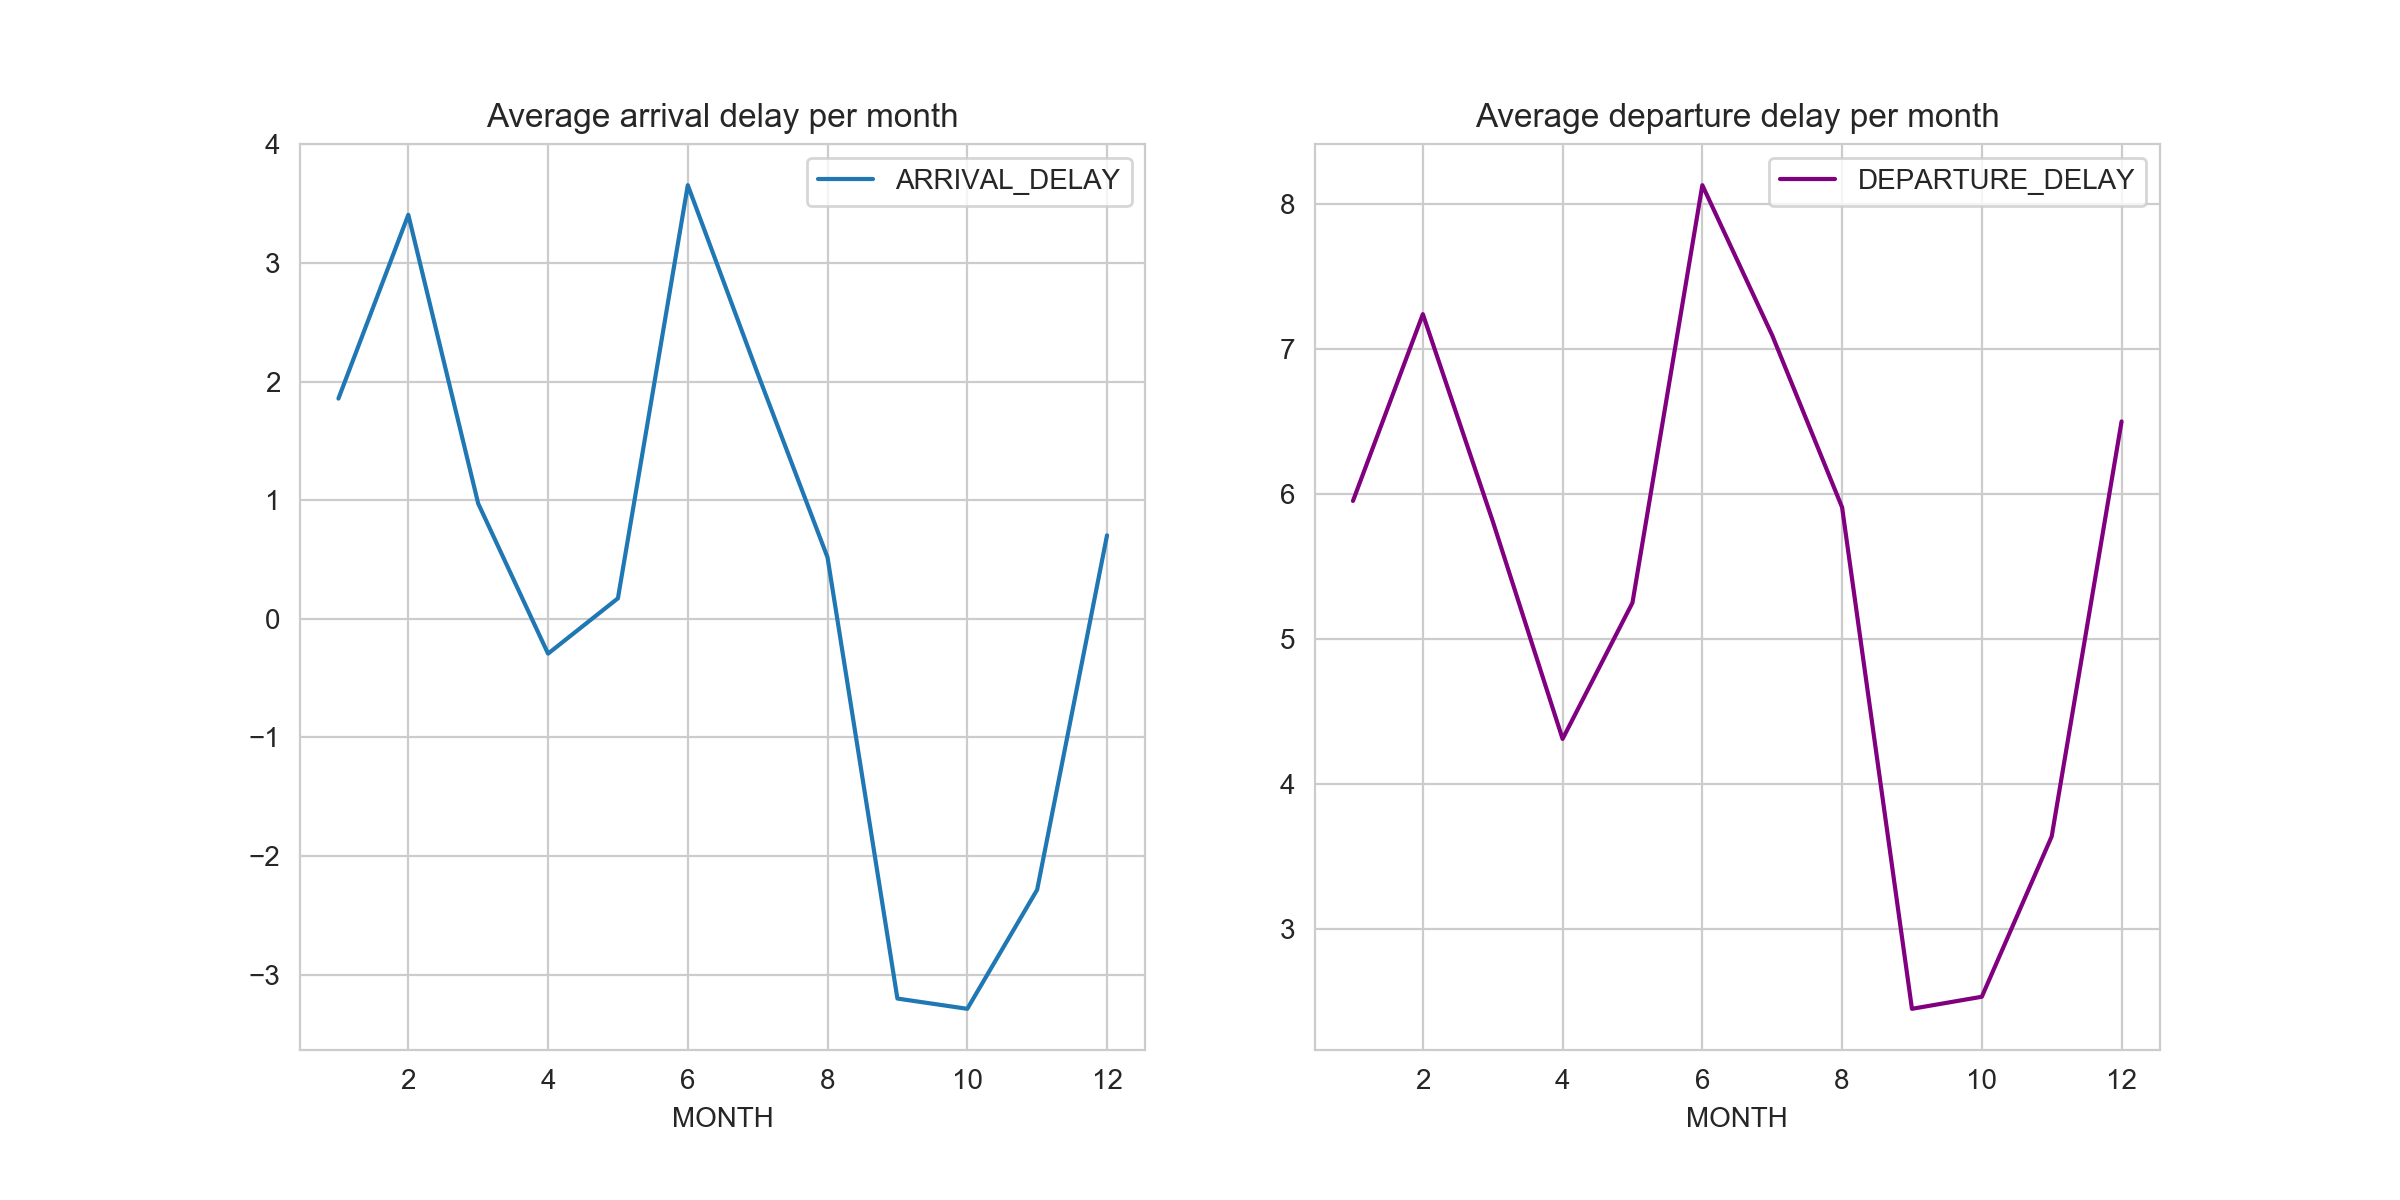 Average arrival delay per month
4
3
2
1
0
−1
−2
−3
ARRIVAL_DELAY
2 4 6 8 10 12
MONTH
Average departure delay per month
8
7
6
5
4
3
DEPARTURE_DELAY
2 4 6 8 10 12
MONTH